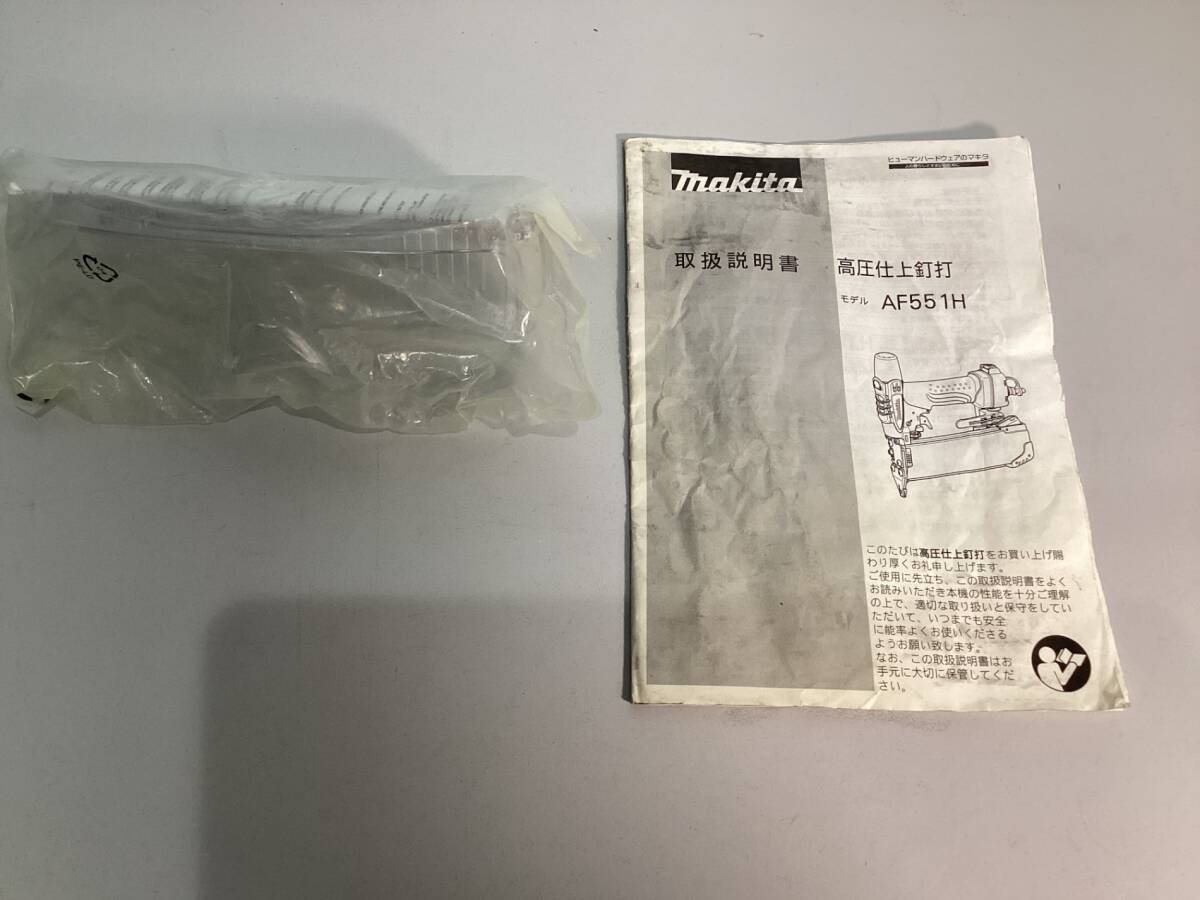 makita
ヒューマンハードウェアのマキタ
取扱説明書
高圧仕上釘打
モデル AF551H
このたびは高圧仕上釘打をお買い上げ賜
わり厚くお礼申し上げます。
ご使用に先立ち、この取扱説明書をよく
お読みいただき本機の性能を十分ご理解
の上で、適切な取り扱いと保守をしてい
ただいて、いつまでも安全
に能率よくお使いくださる
ようお願い致します。
なお、この取扱説明書はお
手元に大切に保管してくだ
さい。